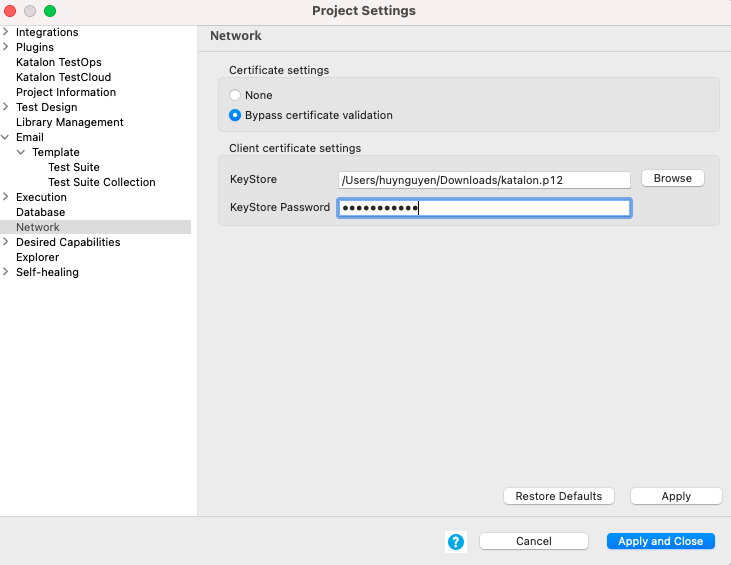 Project Settings
Integrations
Plugins
Katalon TestOps
Katalon TestCloud
Project Information
Test Design
Library Management
Email
Template
Test Suite
Test Suite Collection
Execution
Database
Network
Desired Capabilities
Explorer
Self-healing
Network
Certificate settings
None
Bypass certificate validation
Client certificate settings
KeyStore /Users/huynguyen/Downloads/katalon.p12 Browse
KeyStore Password •••••••••••
Restore Defaults Apply
? Cancel Apply and Close